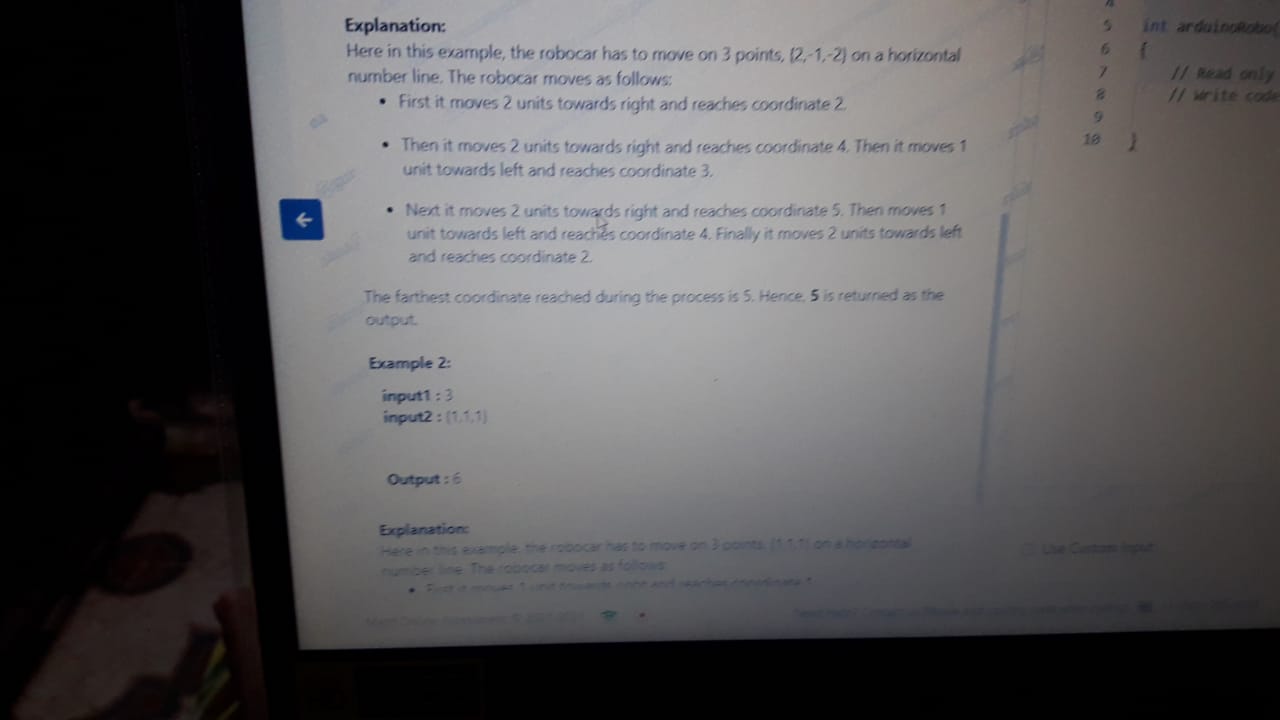 Explanation:
Here in this example, the robocar has to move on 3 points, {2,-1,-2} on a horizontal
number line. The robocar moves as follows:
• First it moves 2 units towards right and reaches coordinate 2.
• Then it moves 2 units towards right and reaches coordinate 4. Then it moves 1
unit towards left and reaches coordinate 3.
• Next it moves 2 units towards right and reaches coordinate 5. Then moves 1
unit towards left and reaches coordinate 4. Finally it moves 2 units towards left
and reaches coordinate 2.
The farthest coordinate reached during the process is 5. Hence, 5 is returned as the
output.
Example 2:
input1 : 3
input2 : {1,1,1}
Output : 6
Explanation:
Here in this example, the robocar has to move on 3 points, {1,1,1} on a horizontal
number line. The robocar moves as follows:
• First it moves 1 unit towards right and reaches coordinate 1.
5 int arduinoRobo
6 {
7 // Read only
8 // Write code
9
10 }
Use Custom Input